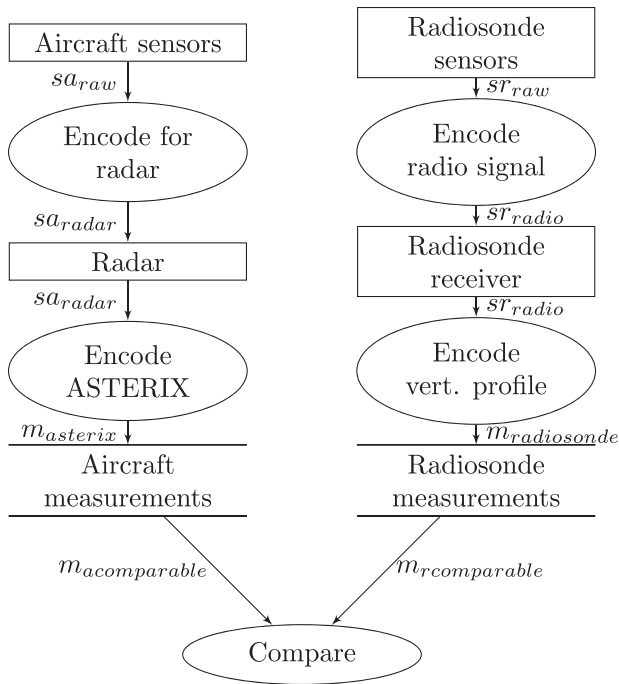 Aircraft sensors
sa_raw
Encode for
radar
sa_radar
Radar
sa_radar
Encode
ASTERIX
m_asterix
Aircraft
measurements
m_acomparable
Radiosonde
sensors
sr_raw
Encode
radio signal
sr_radio
Radiosonde
receiver
sr_radio
Encode
vert. profile
m_radiosonde
Radiosonde
measurements
m_rcomparable
Compare